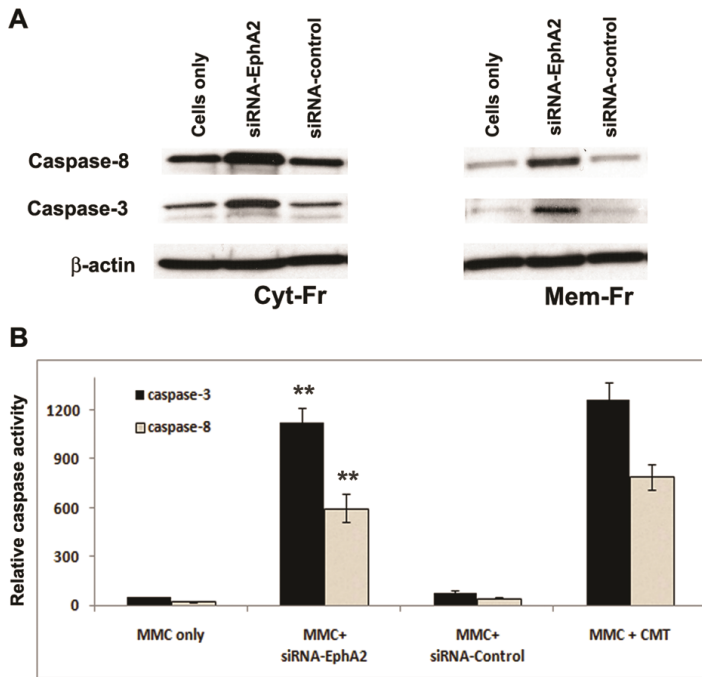 A
Cells only
siRNA-EphA2
siRNA-control
Cells only
siRNA-EphA2
siRNA-control
Caspase-8
Caspase-3
β-actin
Cyt-Fr
Mem-Fr
B
Relative caspase activity
1200
900
600
300
0
caspase-3
caspase-8
**
**
MMC only
MMC+
siRNA-EphA2
MMC+
siRNA-Control
MMC + CMT